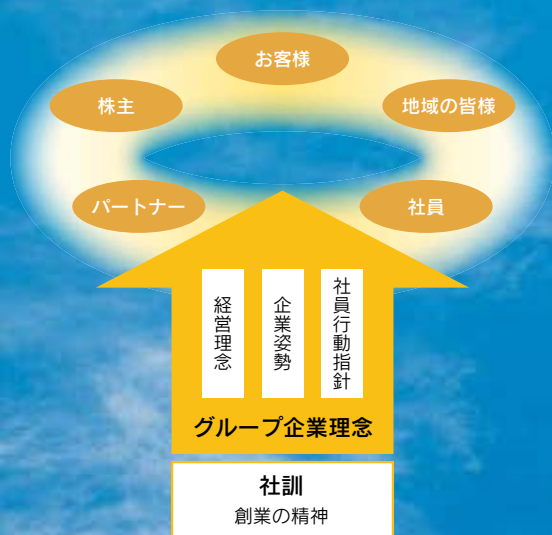 お客様
株主
地域の皆様
パートナー
社員
経営理念
企業姿勢
社員行動指針
グループ企業理念
社訓
創業の精神